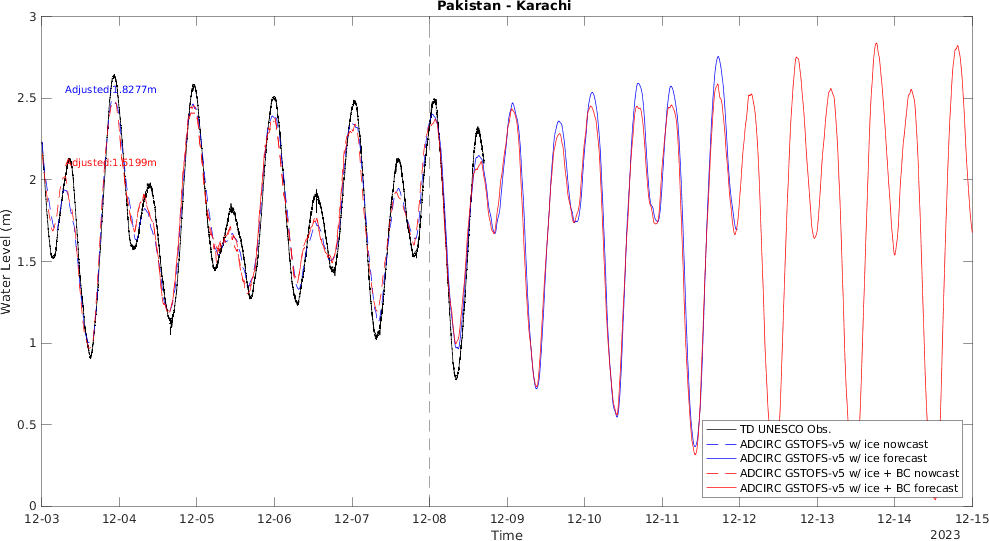 Pakistan - Karachi
3
2.5
2
1.5
1
0.5
0
Water Level (m)
Adjusted:1.8277m
Adjusted:1.6199m
TD UNESCO Obs.
ADCIRC GSTOFS-v5 w/ ice nowcast
ADCIRC GSTOFS-v5 w/ ice forecast
ADCIRC GSTOFS-v5 w/ ice + BC nowcast
ADCIRC GSTOFS-v5 w/ ice + BC forecast
12-03 12-04 12-05 12-06 12-07 12-08 12-09 12-10 12-11 12-12 12-13 12-14 12-15
Time
2023